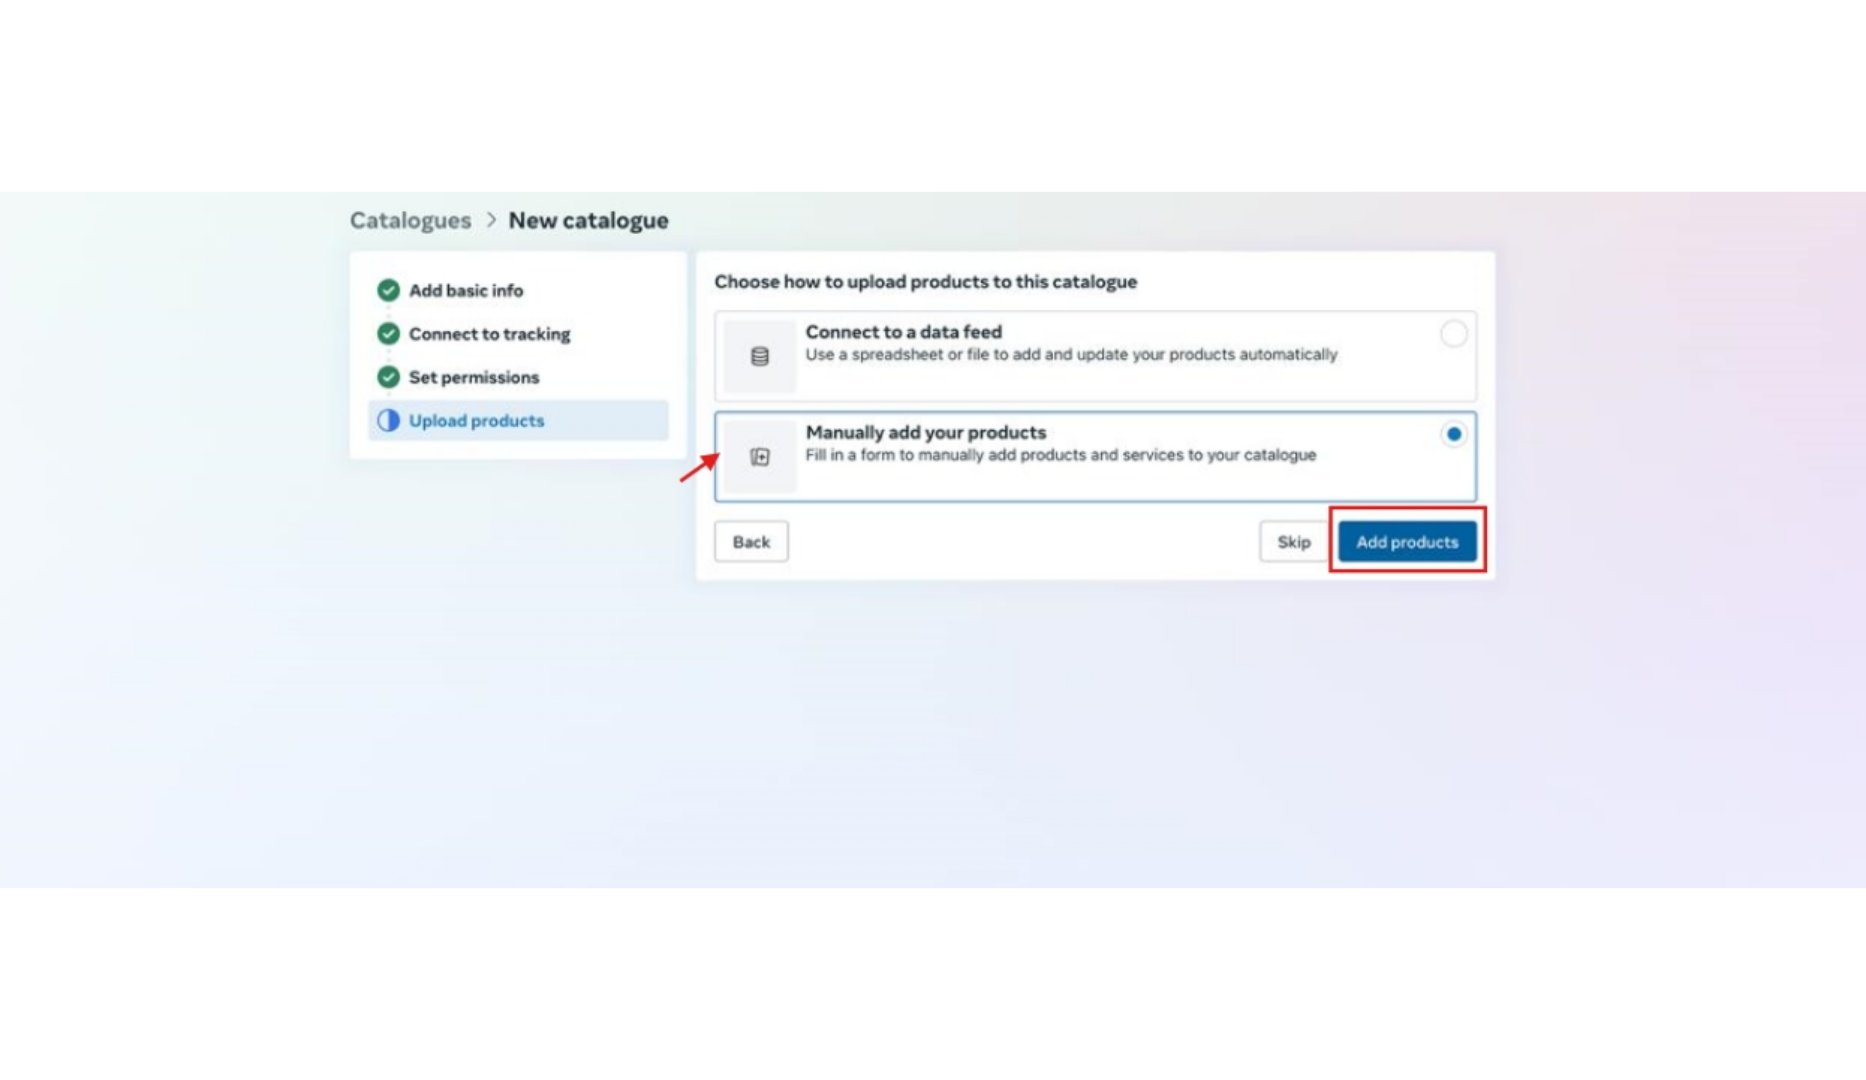 Catalogues > New catalogue
Add basic info
Connect to tracking
Set permissions
Upload products
Choose how to upload products to this catalogue
Connect to a data feed
Use a spreadsheet or file to add and update your products automatically
Manually add your products
Fill in a form to manually add products and services to your catalogue
Back
Skip
Add products